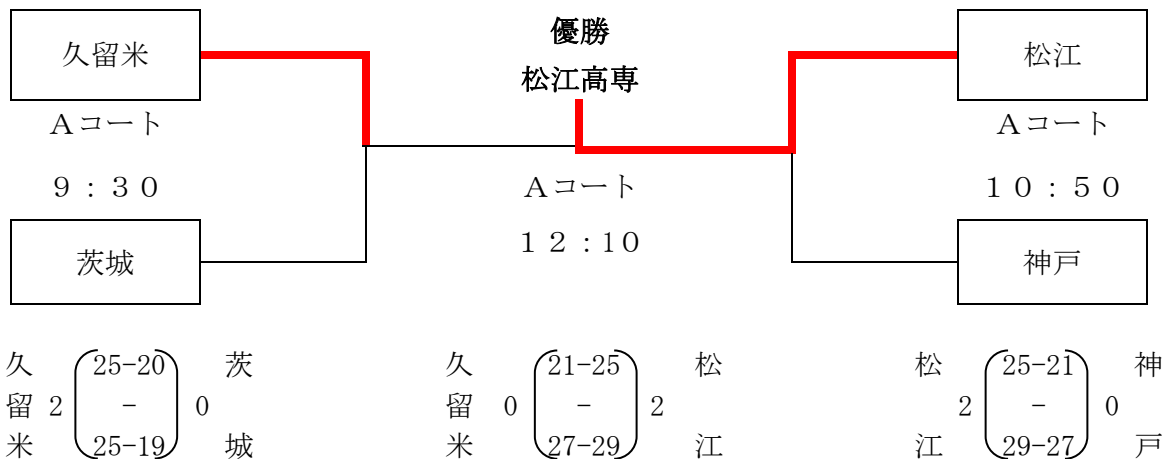 優勝
松江高専
久留米
松江
Aコート
Aコート
９：３０
Aコート
１０：５０
１２：10
茨城
神戸
久留米 2 25-20 - 25-19 0 茨城
久留米 0 21-25 - 27-29 2 松江
松江 2 25-21 - 29-27 0 神戸